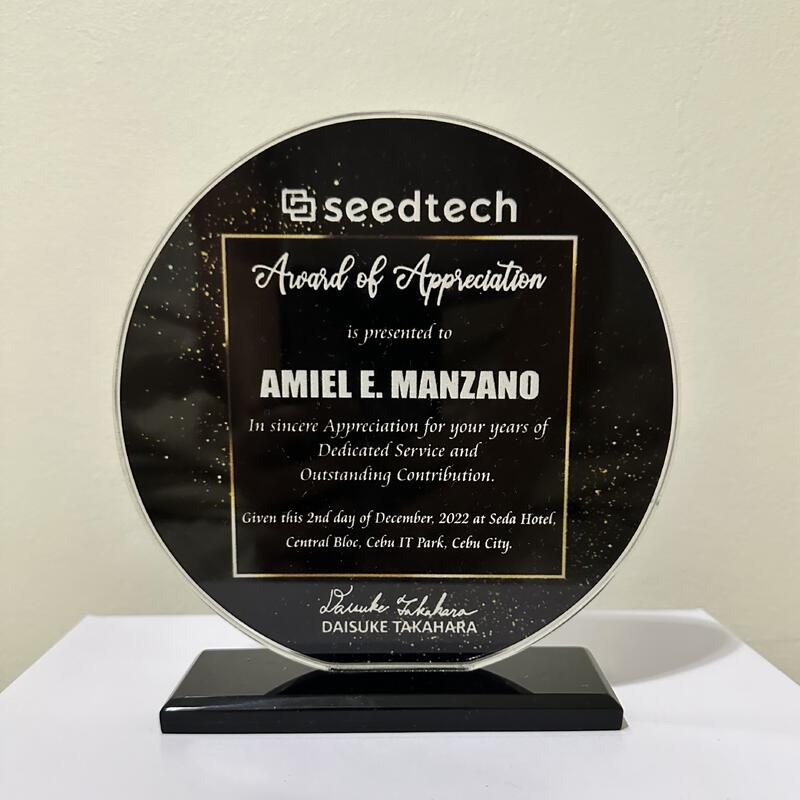 seedtech
Award of Appreciation
is presented to
AMIEL E. MANZANO
In sincere Appreciation for your years of
Dedicated Service and
Outstanding Contribution.
Given this 2nd day of December, 2022 at Seda Hotel,
Central Bloc, Cebu IT Park, Cebu City.
Daisuke Takahara
DAISUKE TAKAHARA